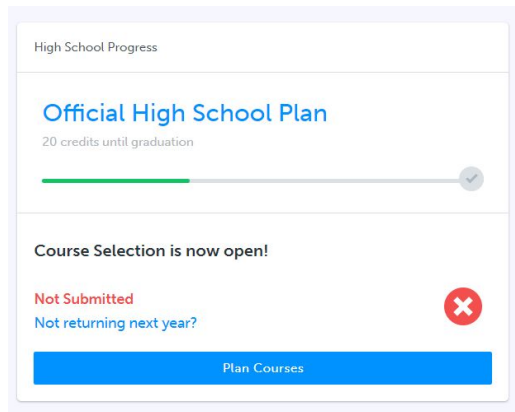 High School Progress
Official High School Plan
20 credits until graduation
Course Selection is now open!
Not Submitted
Not returning next year?
Plan Courses